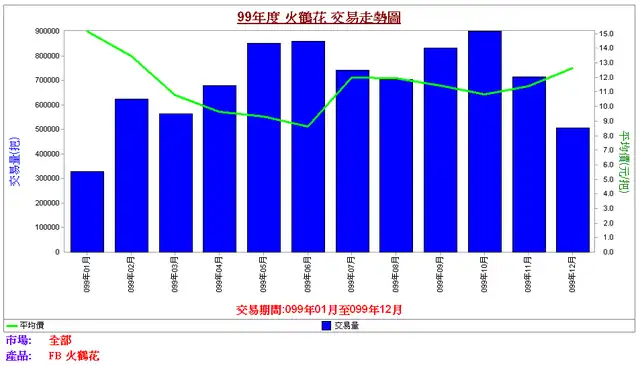 99年度 火鶴花 交易走勢圖
900000
800000
700000
600000
500000
400000
300000
200000
100000
0
交易量(把)
15.0
14.0
13.0
12.0
11.0
10.0
9.0
8.0
7.0
6.0
5.0
4.0
3.0
2.0
1.0
0.0
平均價(元/把)
099年01月
099年02月
099年03月
099年04月
099年05月
099年06月
099年07月
099年08月
099年09月
099年10月
099年11月
099年12月
交易期間:099年01月至099年12月
平均價 交易量
市場: 全部
產品: FB 火鶴花